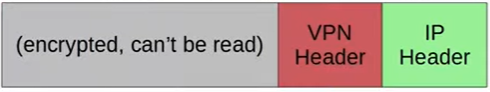 (encrypted, can't be read)
VPN
Header
IP
Header